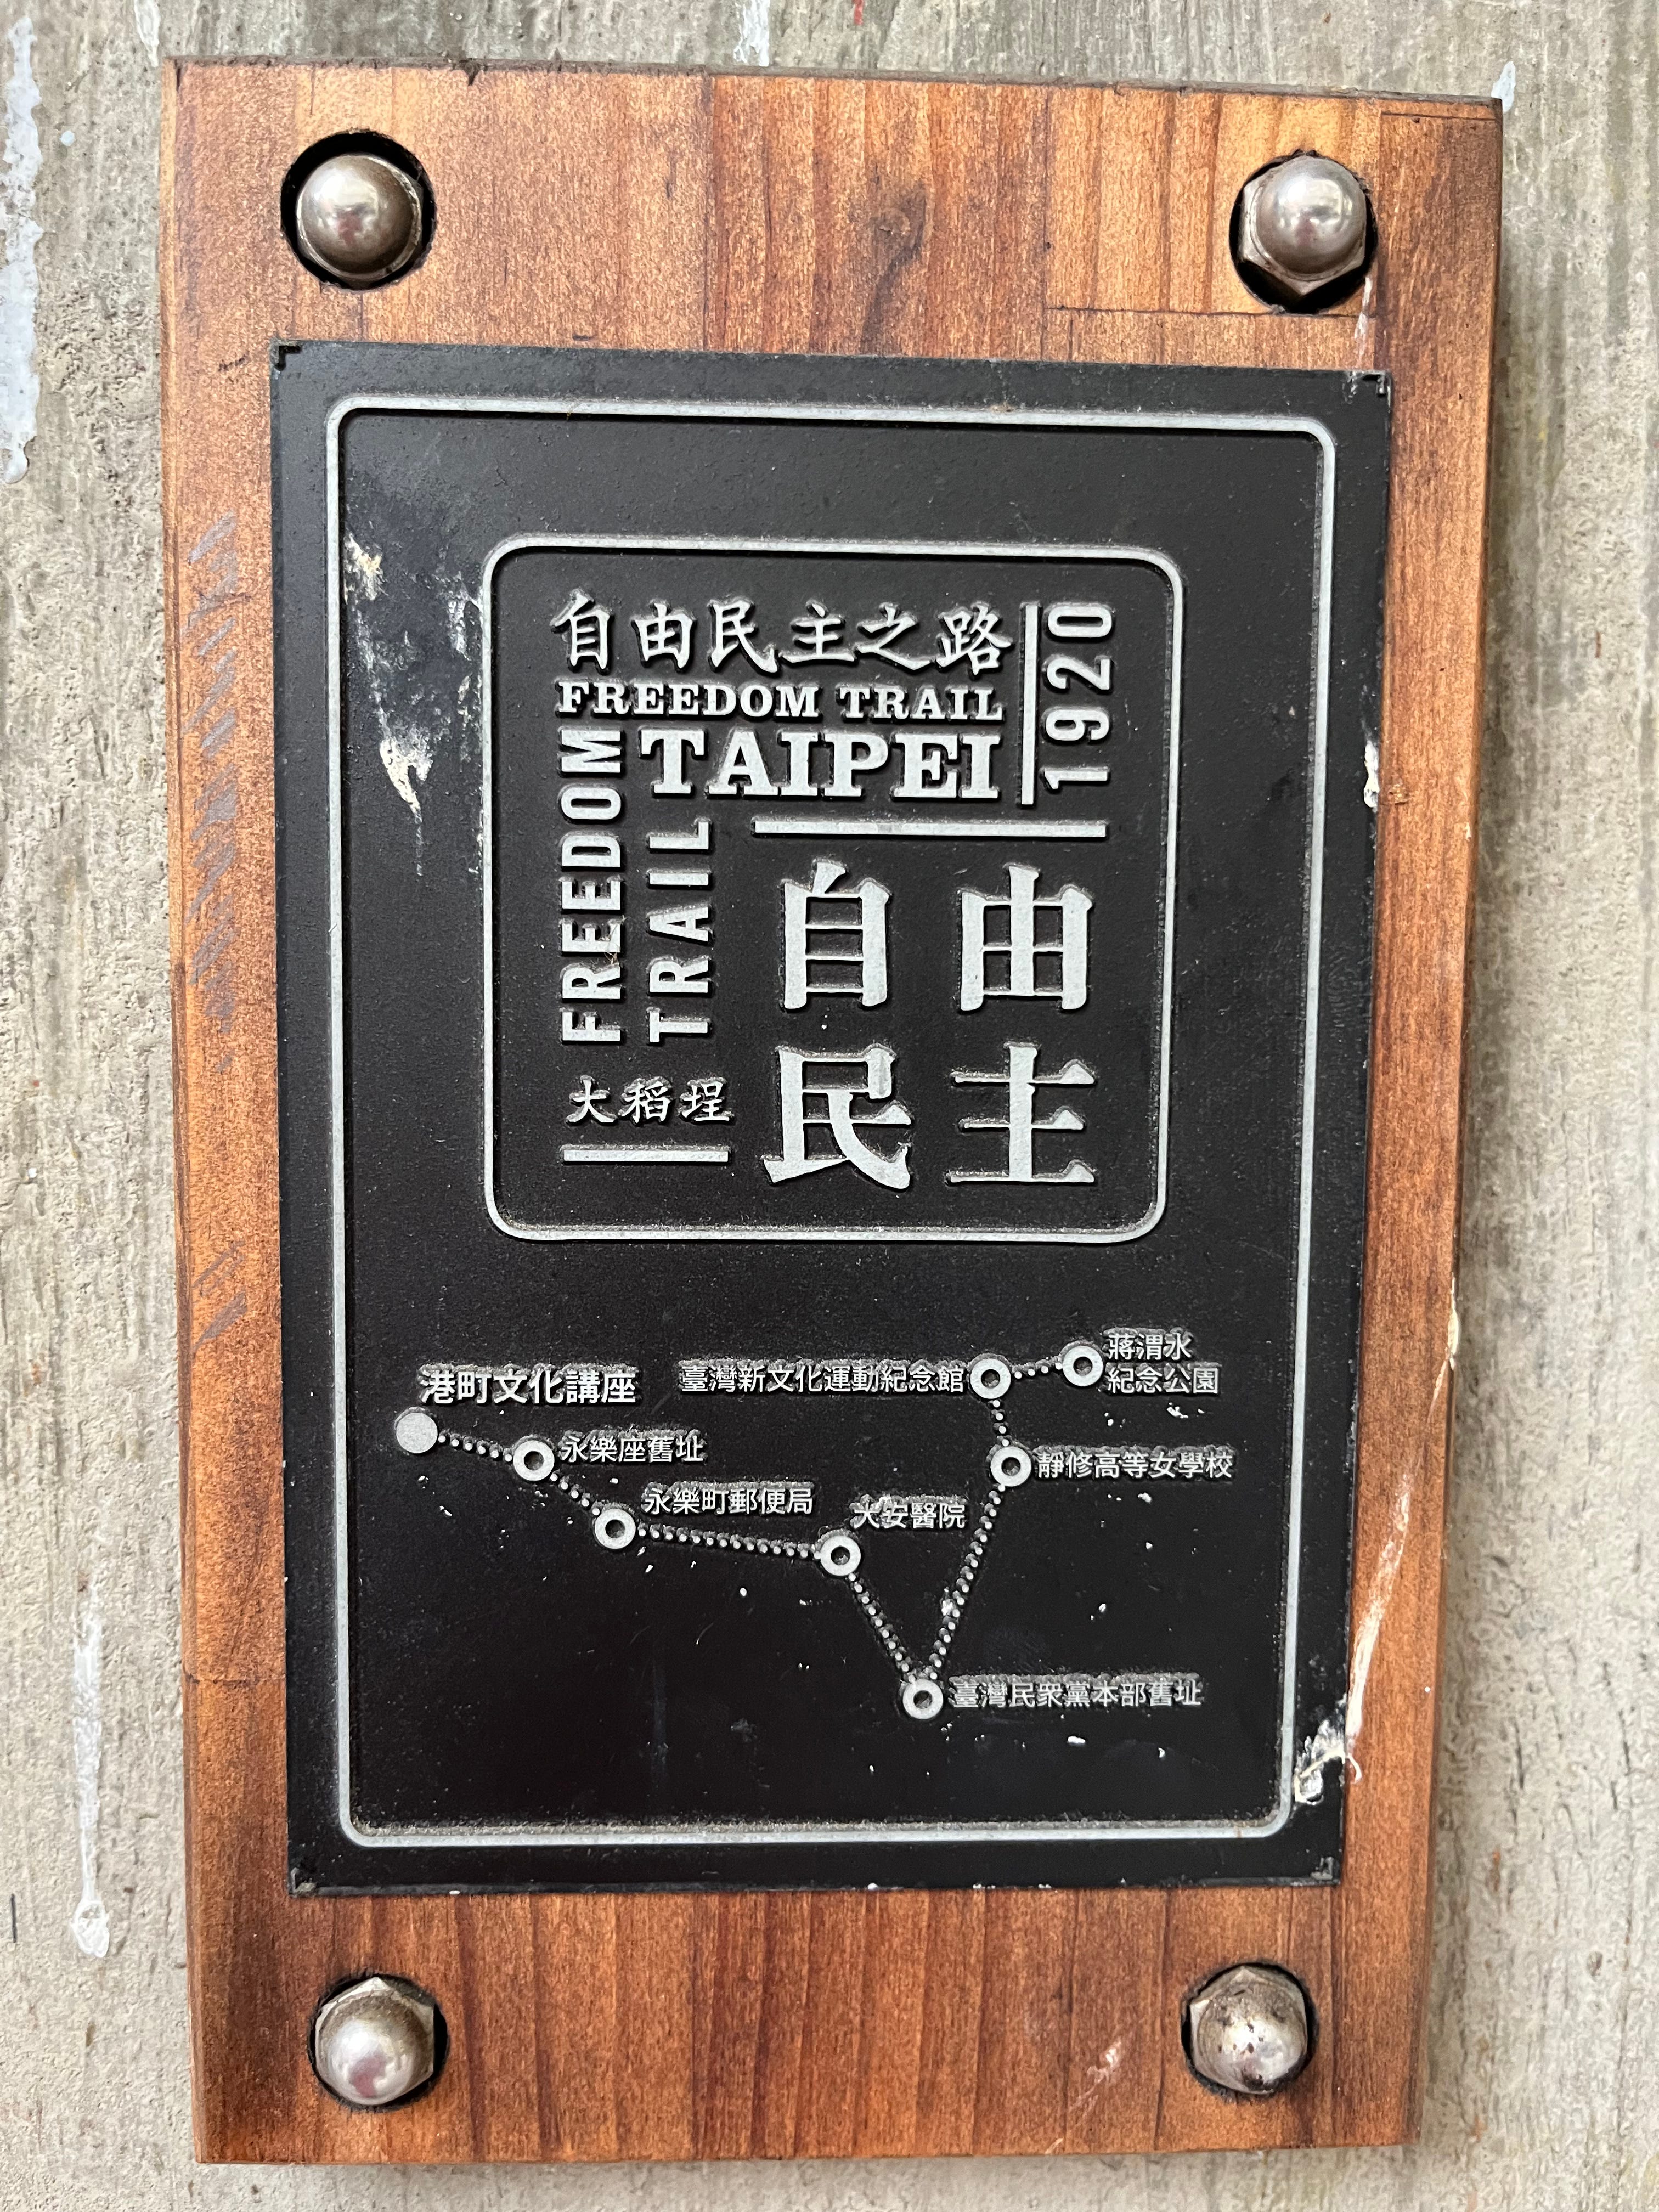 自由民主之路
FREEDOM TRAIL
TAIPEI
1920
FREEDOM
TRAIL
大稻埕
自由
民主
蔣渭水
紀念公園
臺灣新文化運動紀念館
港町文化講座
永樂座舊址
靜修高等女學校
永樂町郵便局
大安醫院
臺灣民眾黨本部舊址